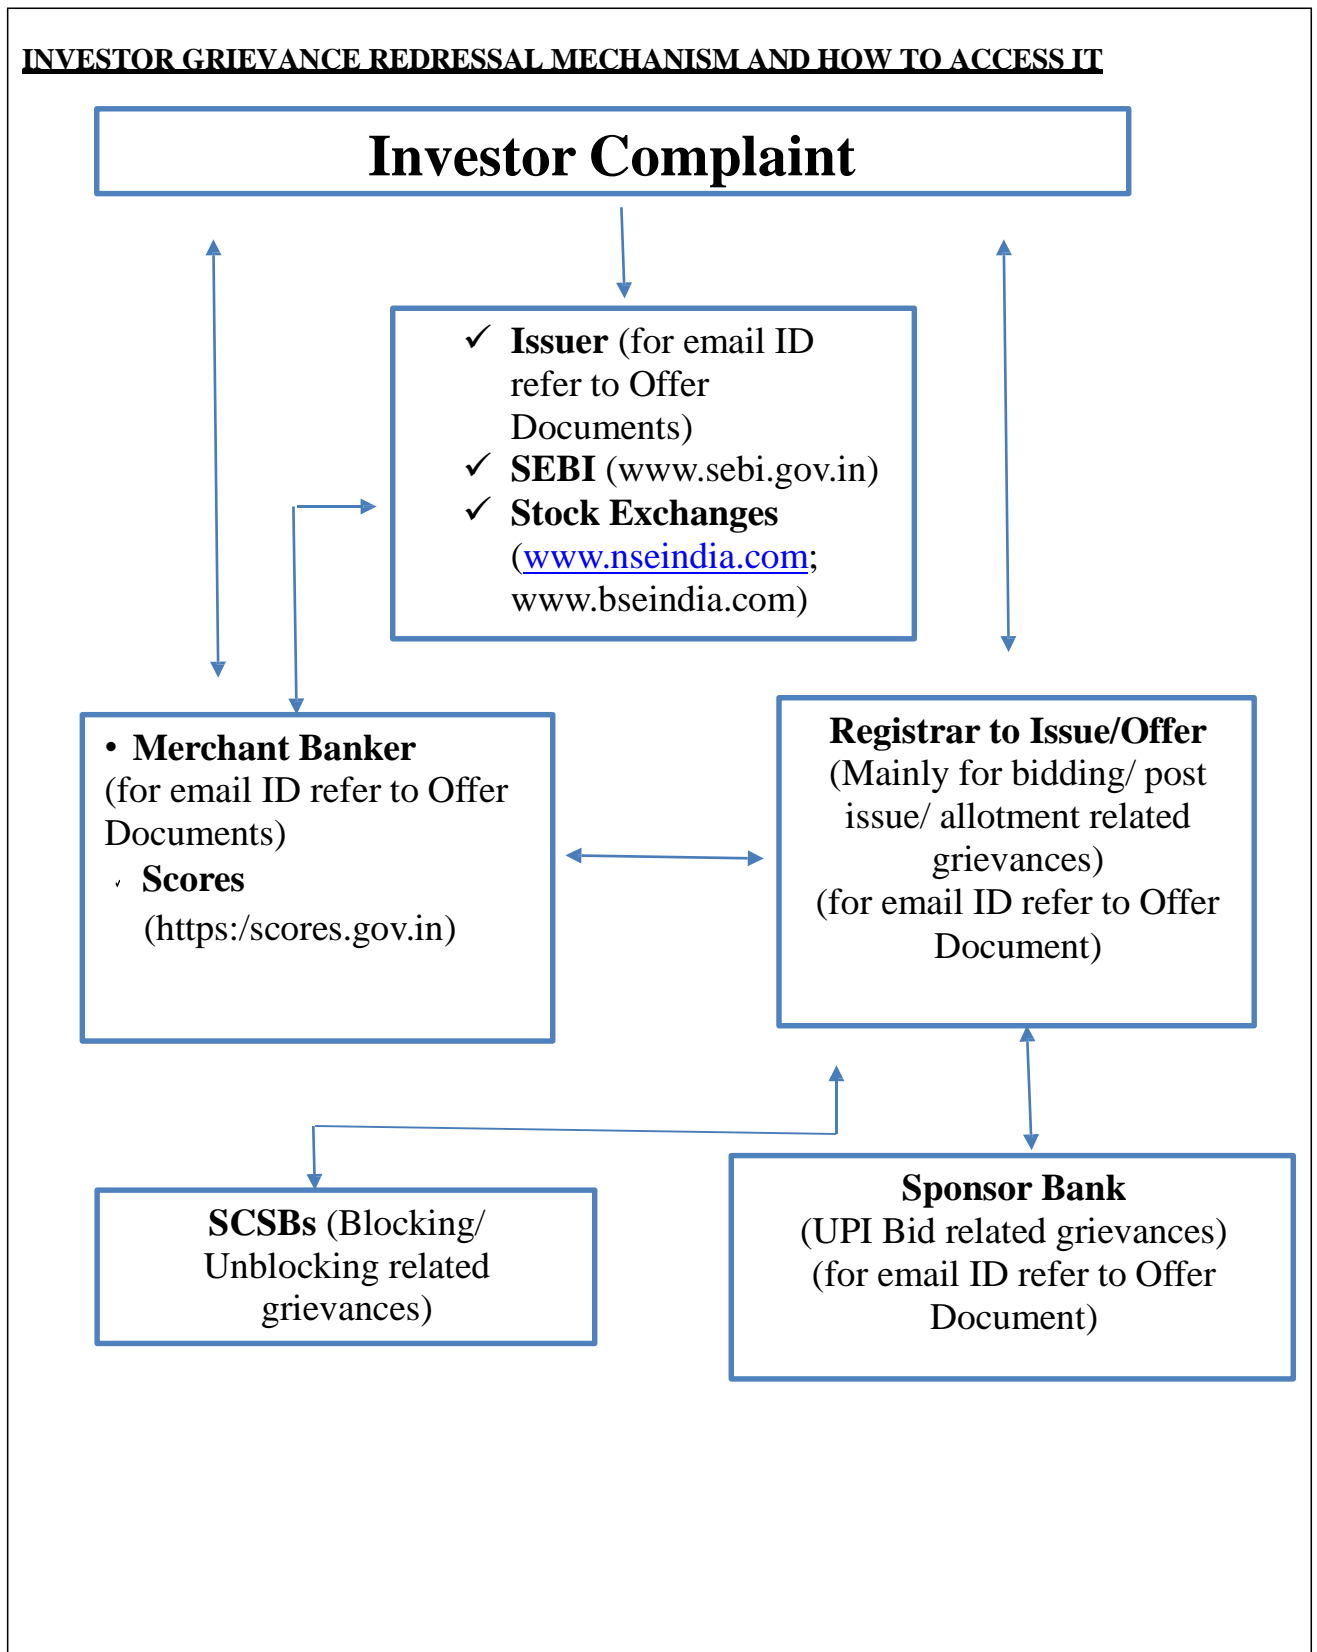 INVESTOR GRIEVANCE REDRESSAL MECHANISM AND HOW TO ACCESS IT
Investor Complaint
✓ Issuer (for email ID
refer to Offer
Documents)
✓ SEBI (www.sebi.gov.in)
✓ Stock Exchanges
(www.nseindia.com;
www.bseindia.com)
• Merchant Banker
(for email ID refer to Offer
Documents)
✓ Scores
(https:/scores.gov.in)
Registrar to Issue/Offer
(Mainly for bidding/ post
issue/ allotment related
grievances)
(for email ID refer to Offer
Document)
SCSBs (Blocking/
Unblocking related
grievances)
Sponsor Bank
(UPI Bid related grievances)
(for email ID refer to Offer
Document)